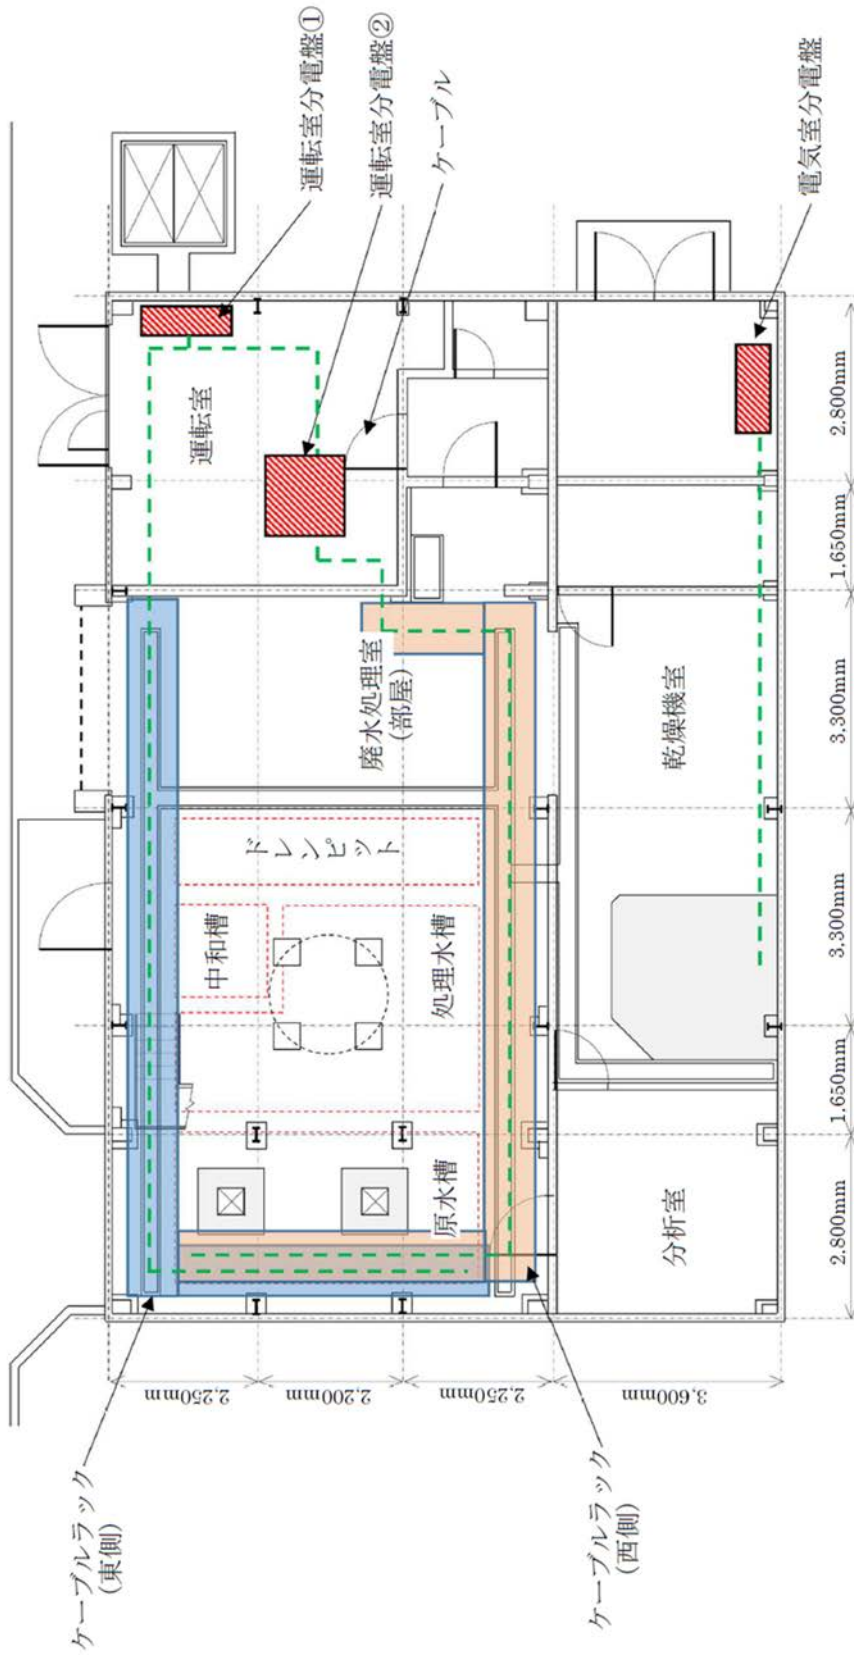 運転室分電盤①
運転室分電盤②
ケーブル
電気室分電盤
運転室
廃水処理室
(部屋)
乾燥機室
ドレンピット
中和槽
処理水槽
原水槽
分析室
2.800mm
1.650mm
3.300mm
3.300mm
1.650mm
2.800mm
2,250mm
2,200mm
2,250mm
3,600mm
ケーブルラック
(東側)
ケーブルラック
(西側)